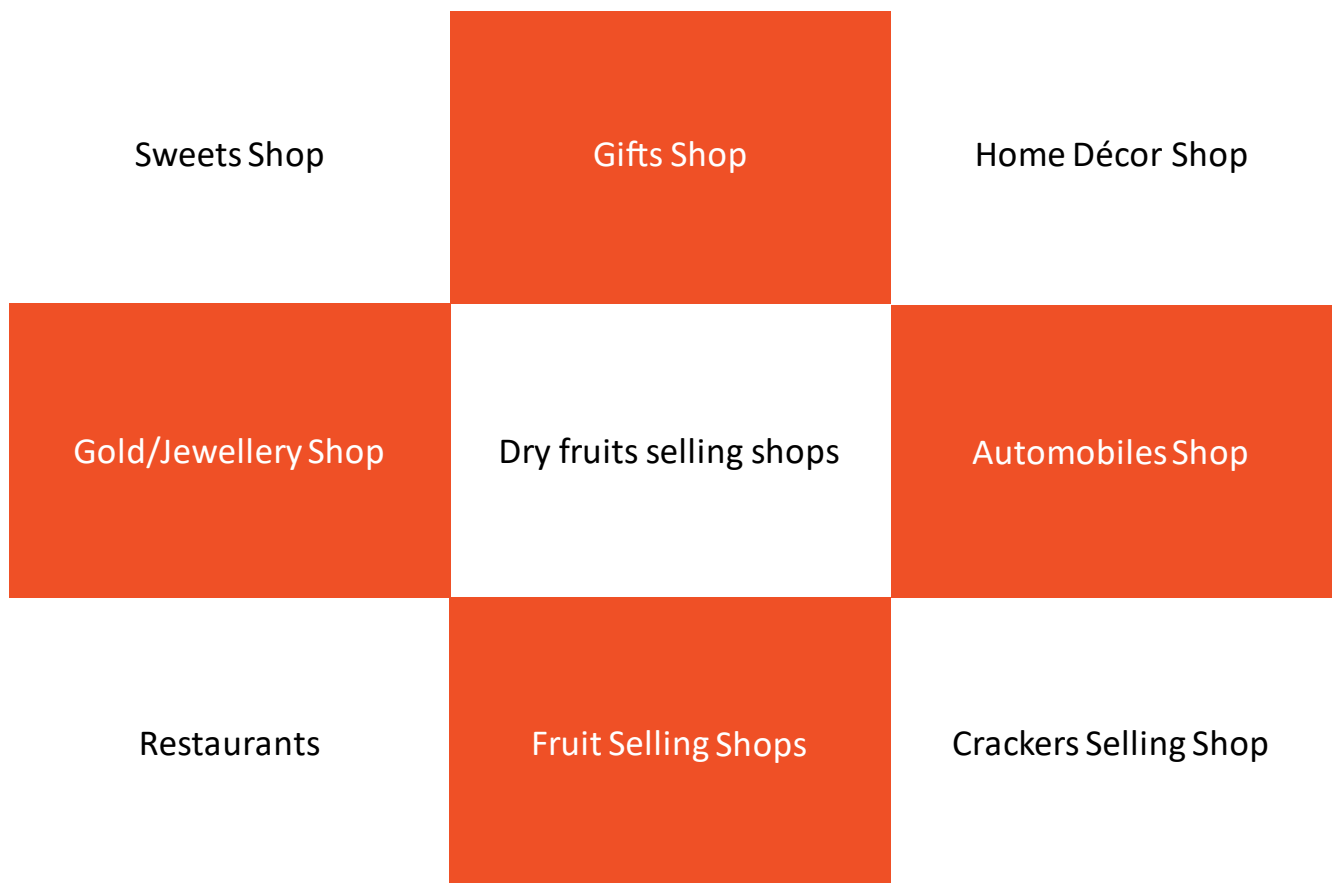 Sweets Shop
Gifts Shop
Home Décor Shop
Gold/Jewellery Shop
Dry fruits selling shops
Automobiles Shop
Restaurants
Fruit Selling Shops
Crackers Selling Shop